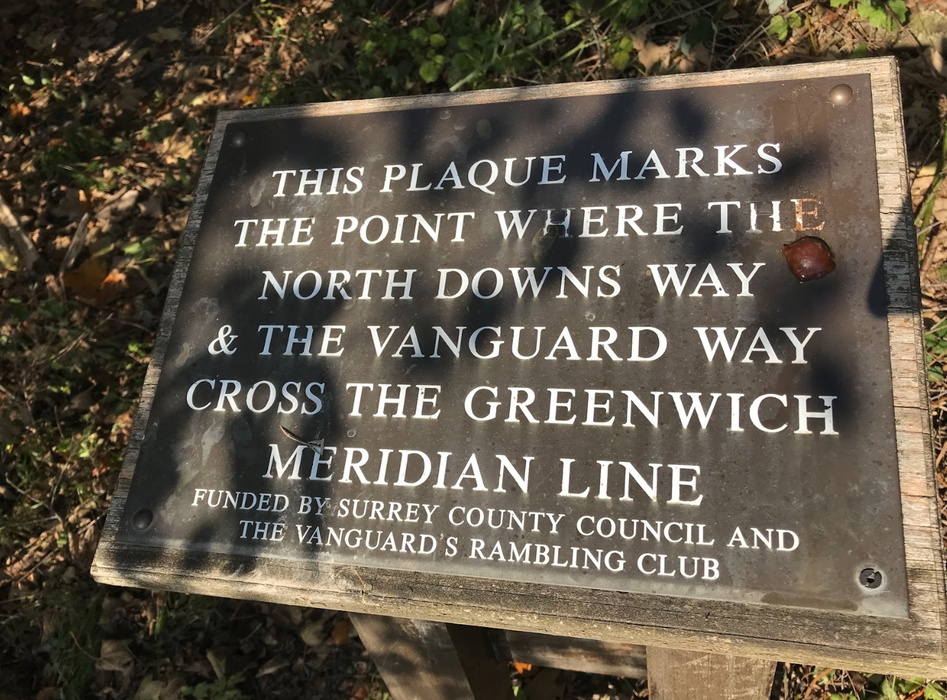 THIS PLAQUE MARKS
THE POINT WHERE THE
NORTH DOWNS WAY
& THE VANGUARD WAY
CROSS THE GREENWICH
MERIDIAN LINE
FUNDED BY SURREY COUNTY COUNCIL AND
THE VANGUARD'S RAMBLING CLUB